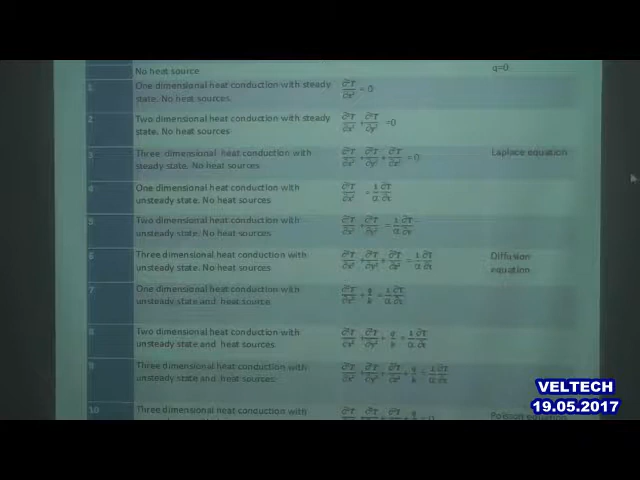 No heat source q=0
1 One dimensional heat conduction with steady
state. No heat sources. ∂²T/∂x² = 0
2 Two dimensional heat conduction with steady
state. No heat sources ∂²T/∂x² + ∂²T/∂y² =0
3 Three dimensional heat conduction with
steady state. No heat sources ∂²T/∂x² + ∂²T/∂y² + ∂²T/∂z² = 0 Laplace equation
4 One dimensional heat conduction with
unsteady state. No heat sources ∂²T/∂x² = 1/α ∂T/∂t
5 Two dimensional heat conduction with
unsteady state. No heat sources ∂²T/∂x² + ∂²T/∂y² = 1/α ∂T/∂t
6 Three dimensional heat conduction with
unsteady state. No heat sources ∂²T/∂x² + ∂²T/∂y² + ∂²T/∂z² = 1/α ∂T/∂t Diffusion
equation
7 One dimensional heat conduction with
unsteady state and heat source ∂²T/∂x² + q/k = 1/α ∂T/∂t
8 Two dimensional heat conduction with
unsteady state and heat sources ∂²T/∂x² + ∂²T/∂y² + q/k = 1/α ∂T/∂t
9 Three dimensional heat conduction with
unsteady state and heat sources ∂²T/∂x² + ∂²T/∂y² + ∂²T/∂z² + q/k = 1/α ∂T/∂t
10 Three dimensional heat conduction with
VELTECH
19.05.2017